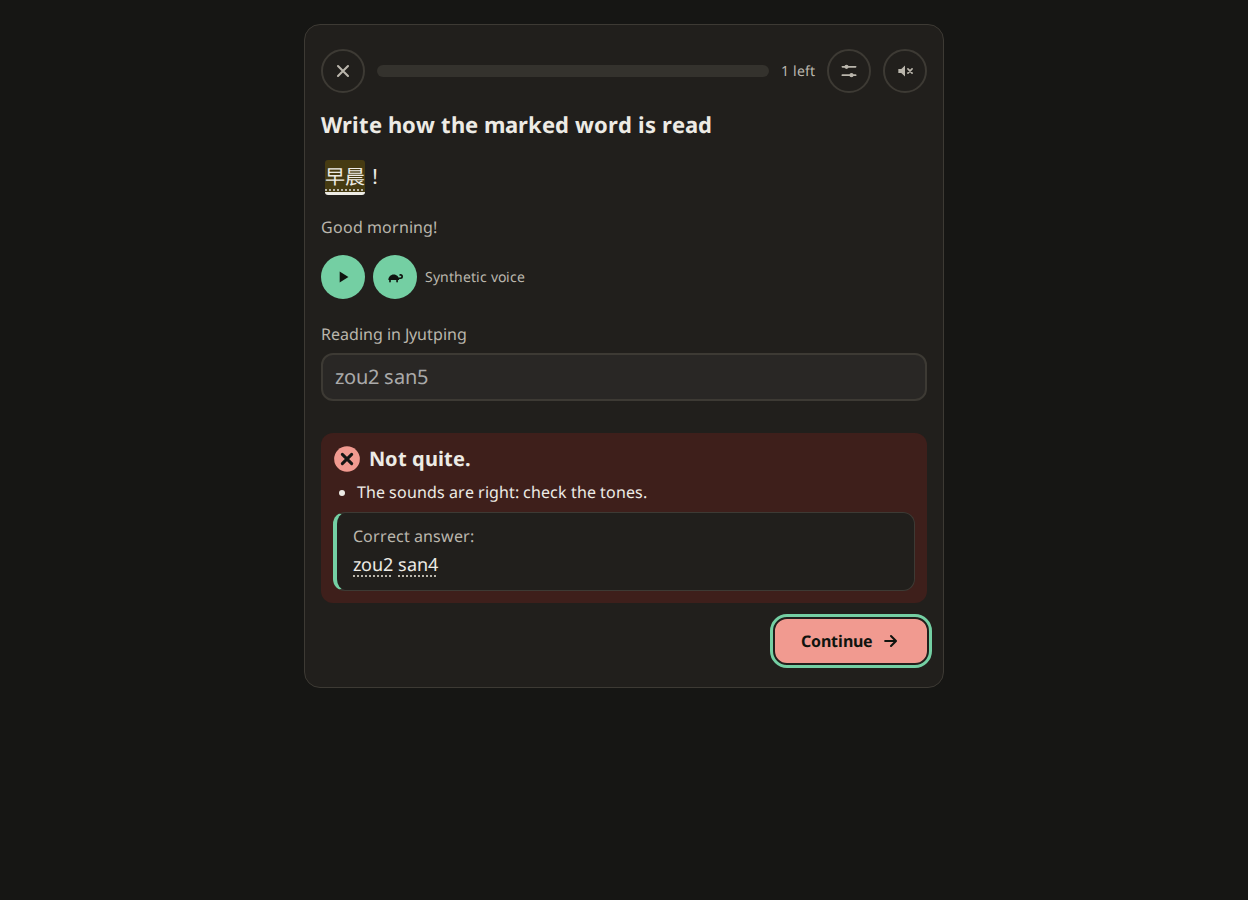 1 left
Write how the marked word is read
早晨！
Good morning!
Synthetic voice
Reading in Jyutping
zou2 san5
Not quite.
• The sounds are right: check the tones.
Correct answer:
zou2 san4
Continue →